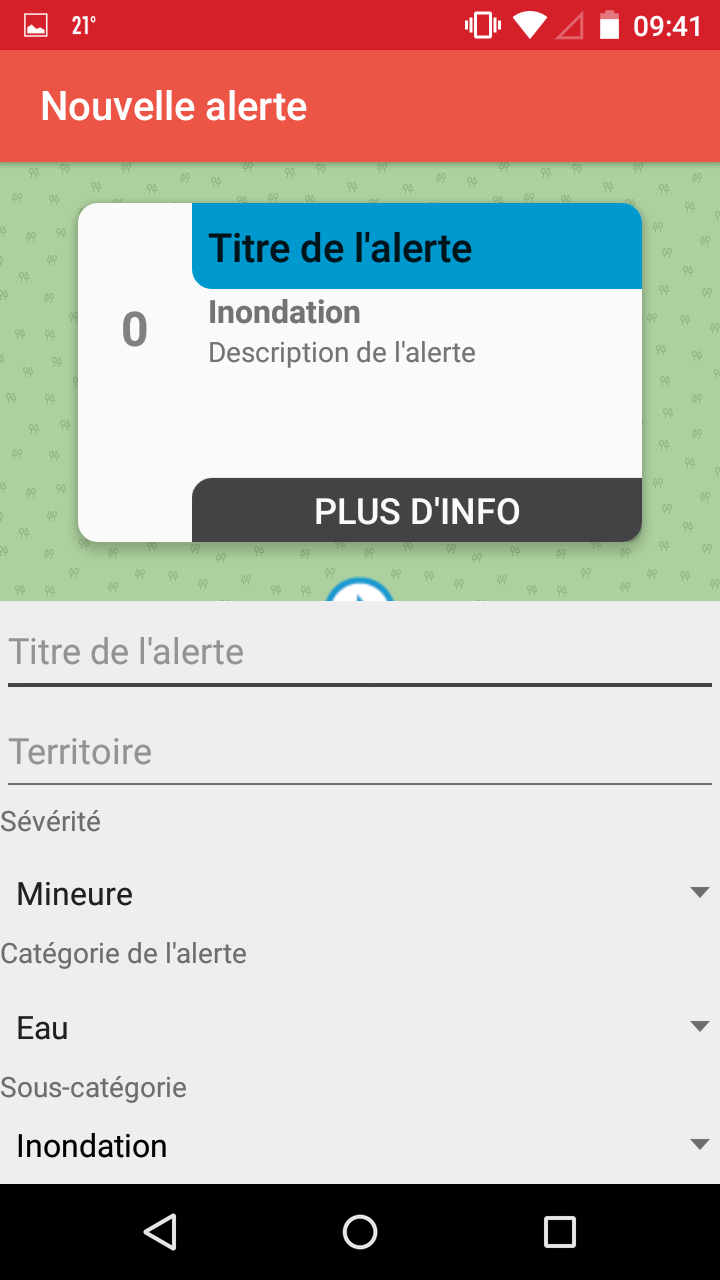 21°
09:41
Nouvelle alerte
Titre de l'alerte
0
Inondation
Description de l'alerte
PLUS D'INFO
Titre de l'alerte
Territoire
Sévérité
Mineure
Catégorie de l'alerte
Eau
Sous-catégorie
Inondation